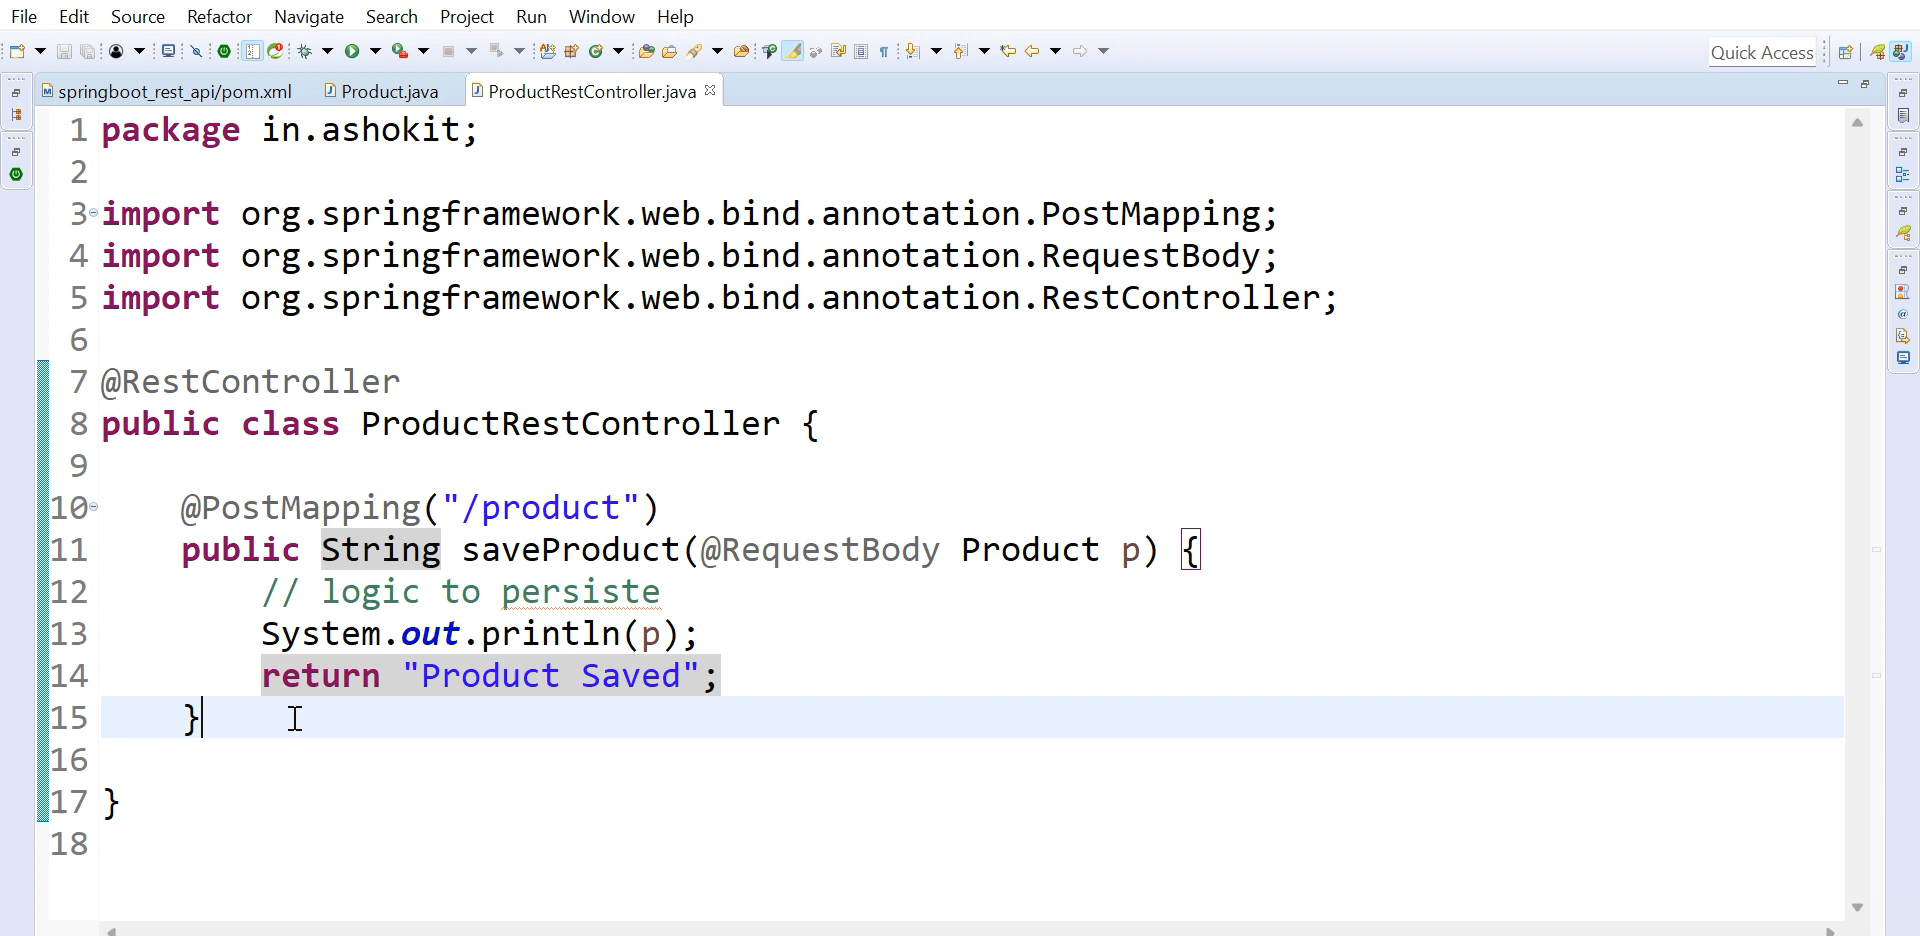 File Edit Source Refactor Navigate Search Project Run Window Help
Quick Access
springboot_rest_api/pom.xml Product.java ProductRestController.java
1 package in.ashokit;
2
3 import org.springframework.web.bind.annotation.PostMapping;
4 import org.springframework.web.bind.annotation.RequestBody;
5 import org.springframework.web.bind.annotation.RestController;
6
7 @RestController
8 public class ProductRestController {
9
10 @PostMapping("/product")
11 public String saveProduct(@RequestBody Product p) {
12 // logic to persiste
13 System.out.println(p);
14 return "Product Saved";
15 }
16
17 }
18